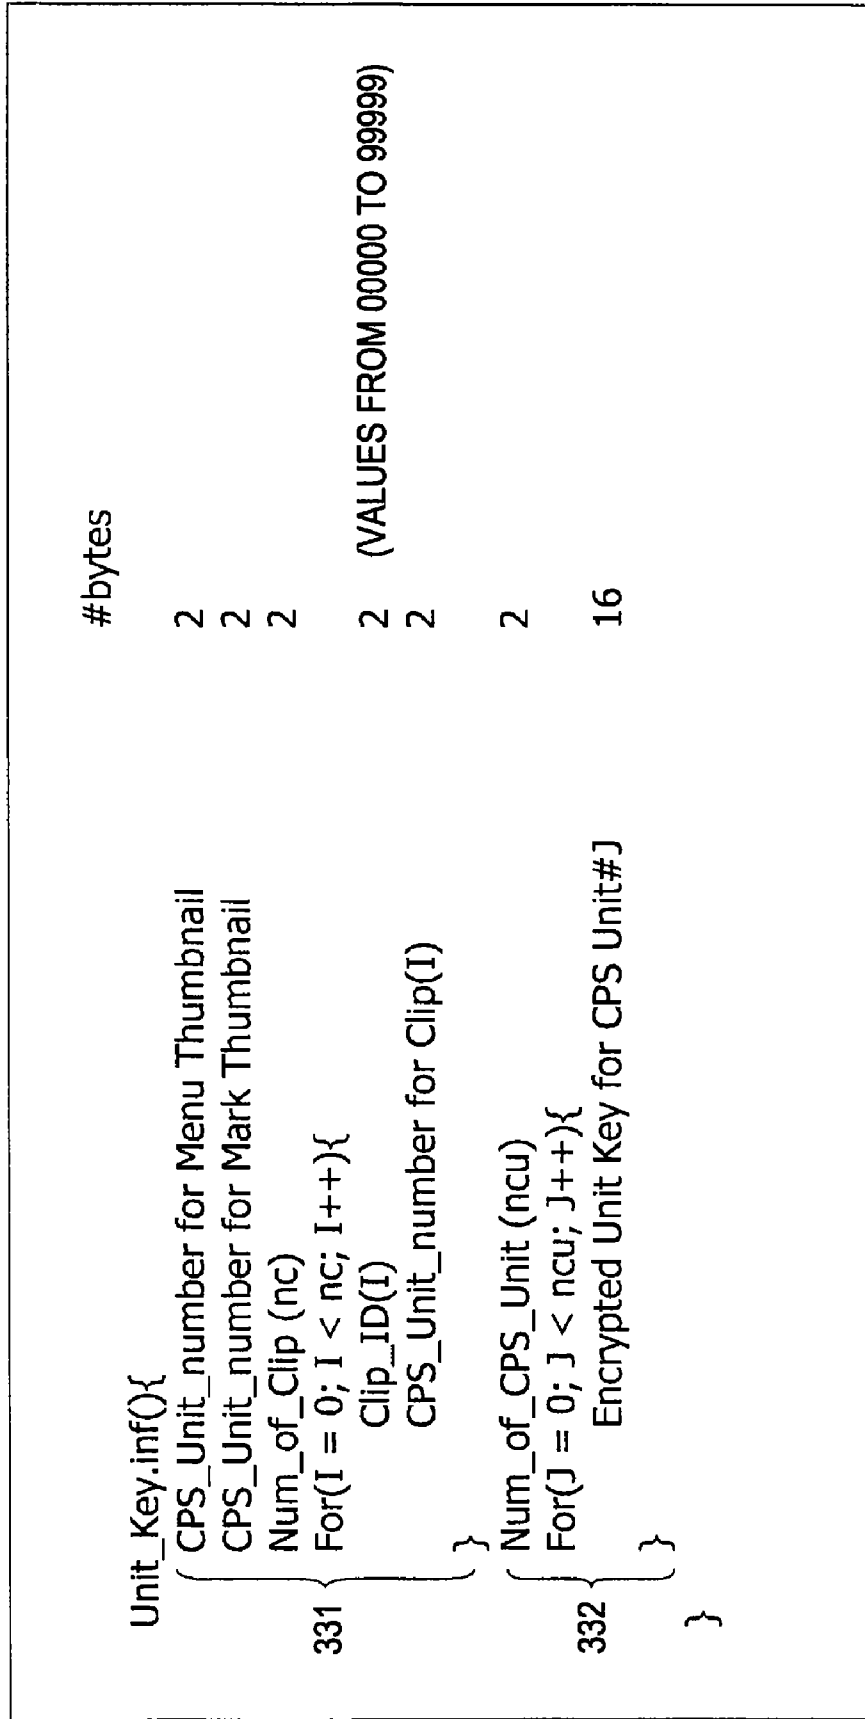 #bytes
Unit_Key.inf(){
CPS_Unit_number for Menu Thumbnail 2
CPS_Unit_number for Mark Thumbnail 2
Num_of_Clip (nc) 2
For(I = 0; I < nc; I++){
Clip_ID(I) 2 (VALUES FROM 00000 TO 99999)
CPS_Unit_number for Clip(I) 2
}
331
Num_of_CPS_Unit (ncu) 2
For(J = 0; J < ncu; J++){
Encrypted Unit Key for CPS Unit#J 16
}
332
}